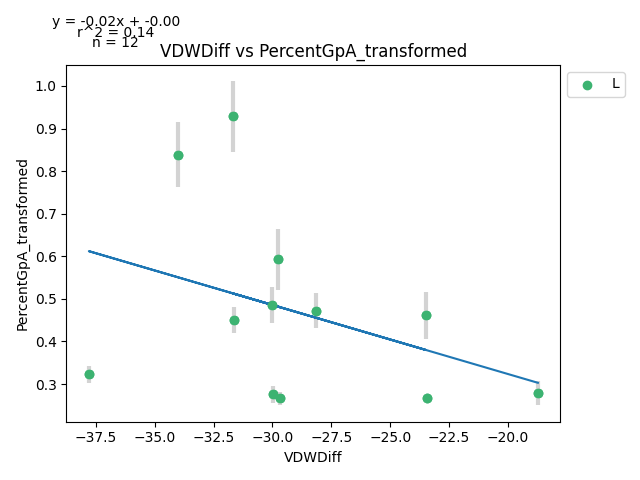 y = -0.02x + -0.00
r^2 = 0.14
n = 12
VDWDiff vs PercentGpA_transformed
L
PercentGpA_transformed
1.0
0.9
0.8
0.7
0.6
0.5
0.4
0.3
−37.5 −35.0 −32.5 −30.0 −27.5 −25.0 −22.5 −20.0
VDWDiff